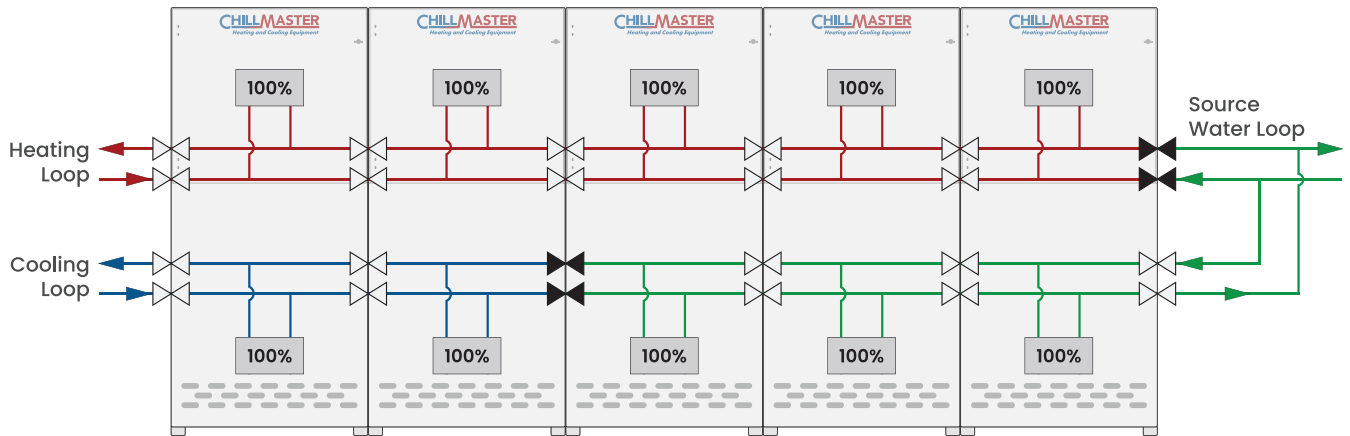 CHILLMASTER
Heating and Cooling Equipment
CHILLMASTER
Heating and Cooling Equipment
CHILLMASTER
Heating and Cooling Equipment
CHILLMASTER
Heating and Cooling Equipment
CHILLMASTER
Heating and Cooling Equipment
100%
100%
100%
100%
100%
Source
Water Loop
Heating
Loop
Cooling
Loop
100%
100%
100%
100%
100%